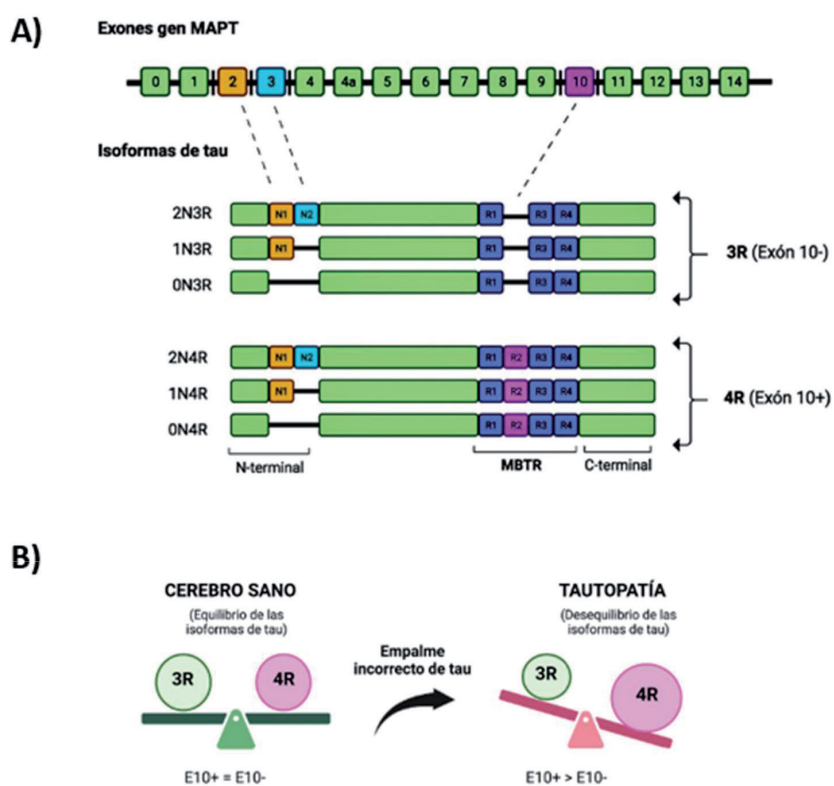 A)
Exones gen MAPT
0 1 2 3 4 4a 5 6 7 8 9 10 11 12 13 14
Isoformas de tau
2N3R N1 N2 R1 R3 R4
1N3R N1 R1 R3 R4
3R (Exón 10-)
0N3R R1 R3 R4
2N4R N1 N2 R1 R2 R3 R4
1N4R N1 R1 R2 R3 R4
4R (Exón 10+)
0N4R R1 R2 R3 R4
N-terminal MBTR C-terminal
B)
CEREBRO SANO
(Equilibrio de las
isoformas de tau)
3R 4R
E10+ = E10-
Empalme
incorrecto de tau
TAUTOPATÍA
(Desequilibrio de las
isoformas de tau)
3R 4R
E10+ > E10-